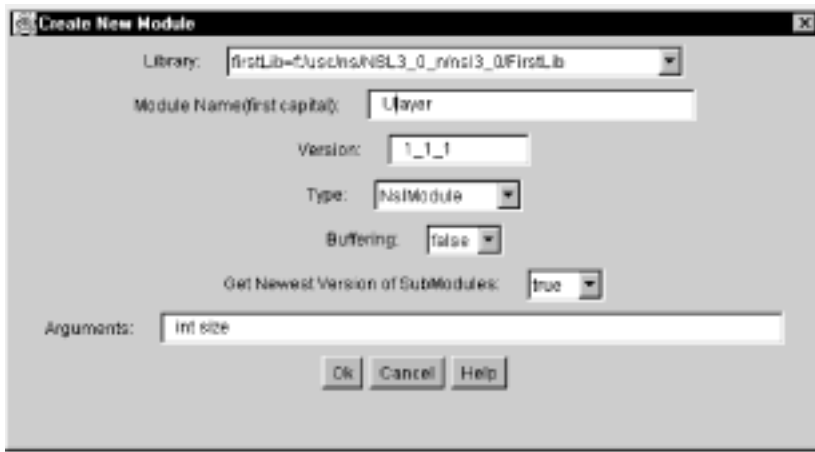 Create New Module
Library: firstLib=f:/usc/ns/NSL3_0_n/nsl3_0/FirstLib
Module Name(first capital): Ulayer
Version: 1_1_1
Type: NslModule
Buffering: false
Get Newest Version of SubModules: true
Arguments: int size
Ok Cancel Help